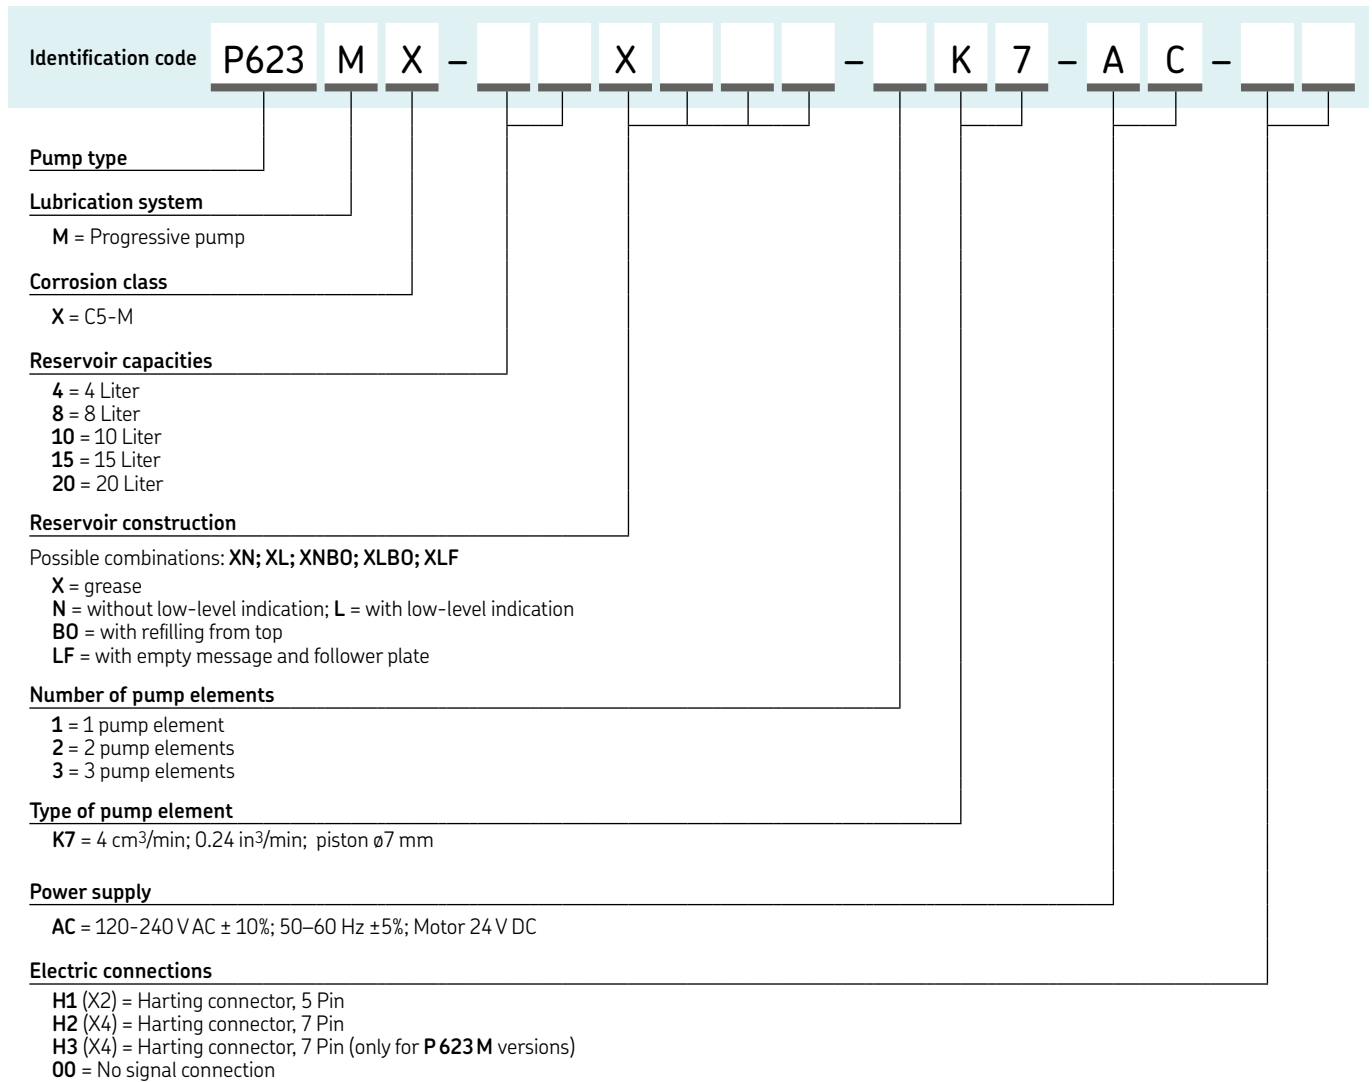 Identification code P623 M X – X – K 7 – A C –
Pump type
Lubrication system
M = Progressive pump
Corrosion class
X = C5-M
Reservoir capacities
4 = 4 Liter
8 = 8 Liter
10 = 10 Liter
15 = 15 Liter
20 = 20 Liter
Reservoir construction
Possible combinations: XN; XL; XNBO; XLBO; XLF
X = grease
N = without low-level indication; L = with low-level indication
BO = with refilling from top
LF = with empty message and follower plate
Number of pump elements
1 = 1 pump element
2 = 2 pump elements
3 = 3 pump elements
Type of pump element
K7 = 4 cm³/min; 0.24 in³/min; piston ø7 mm
Power supply
AC = 120-240 V AC ± 10%; 50–60 Hz ±5%; Motor 24 V DC
Electric connections
H1 (X2) = Harting connector, 5 Pin
H2 (X4) = Harting connector, 7 Pin
H3 (X4) = Harting connector, 7 Pin (only for P 623 M versions)
00 = No signal connection